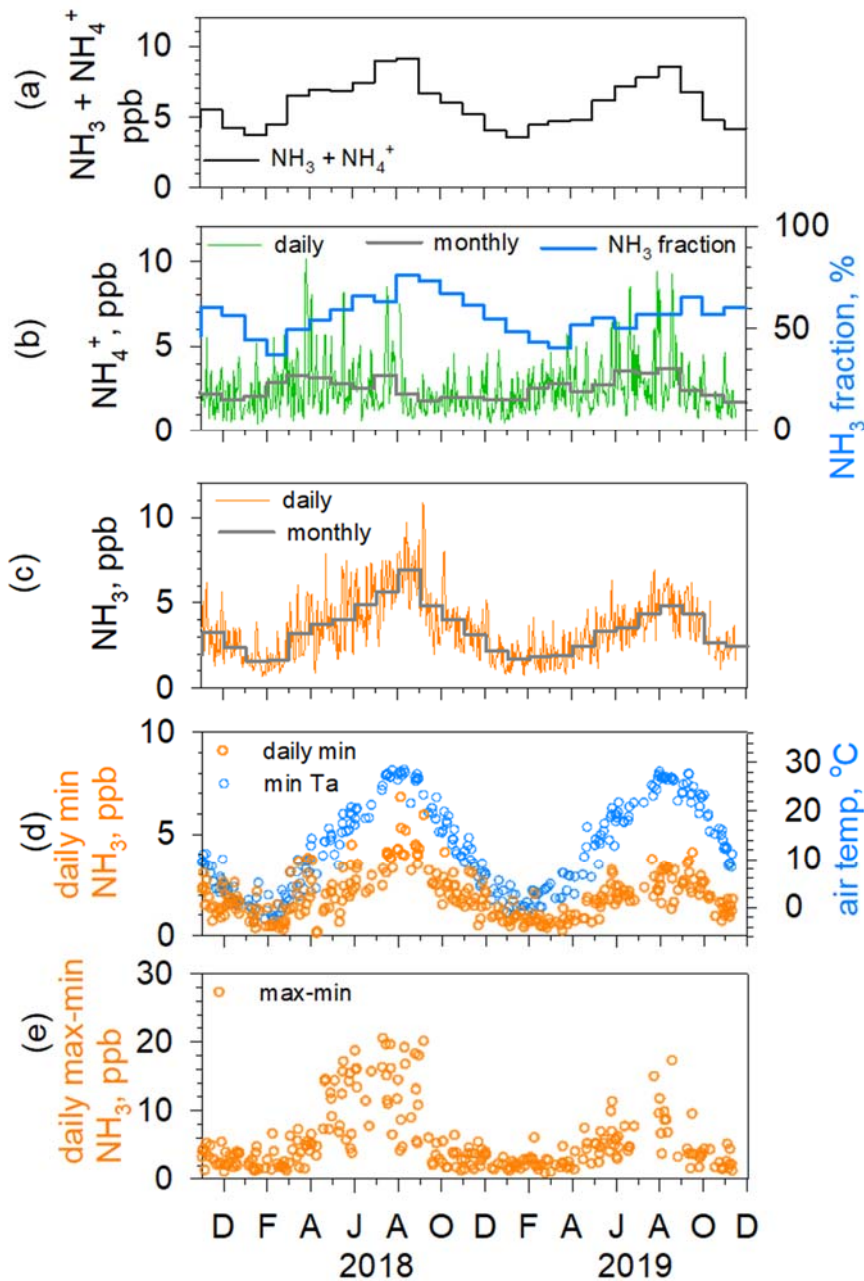 (a)
NH₃ + NH₄⁺
ppb
10
5
0
NH₃ + NH₄⁺
(b)
NH₄⁺, ppb
10
5
0
daily monthly NH₃ fraction
100
50
0
NH₃ fraction, %
(c)
NH₃, ppb
10
5
0
daily
monthly
(d)
daily min
NH₃, ppb
10
5
0
daily min
min Ta
30
20
10
0
air temp, °C
(e)
daily max-min
NH₃, ppb
30
20
10
0
max-min
D F A J A O D F A J A O D
2018 2019